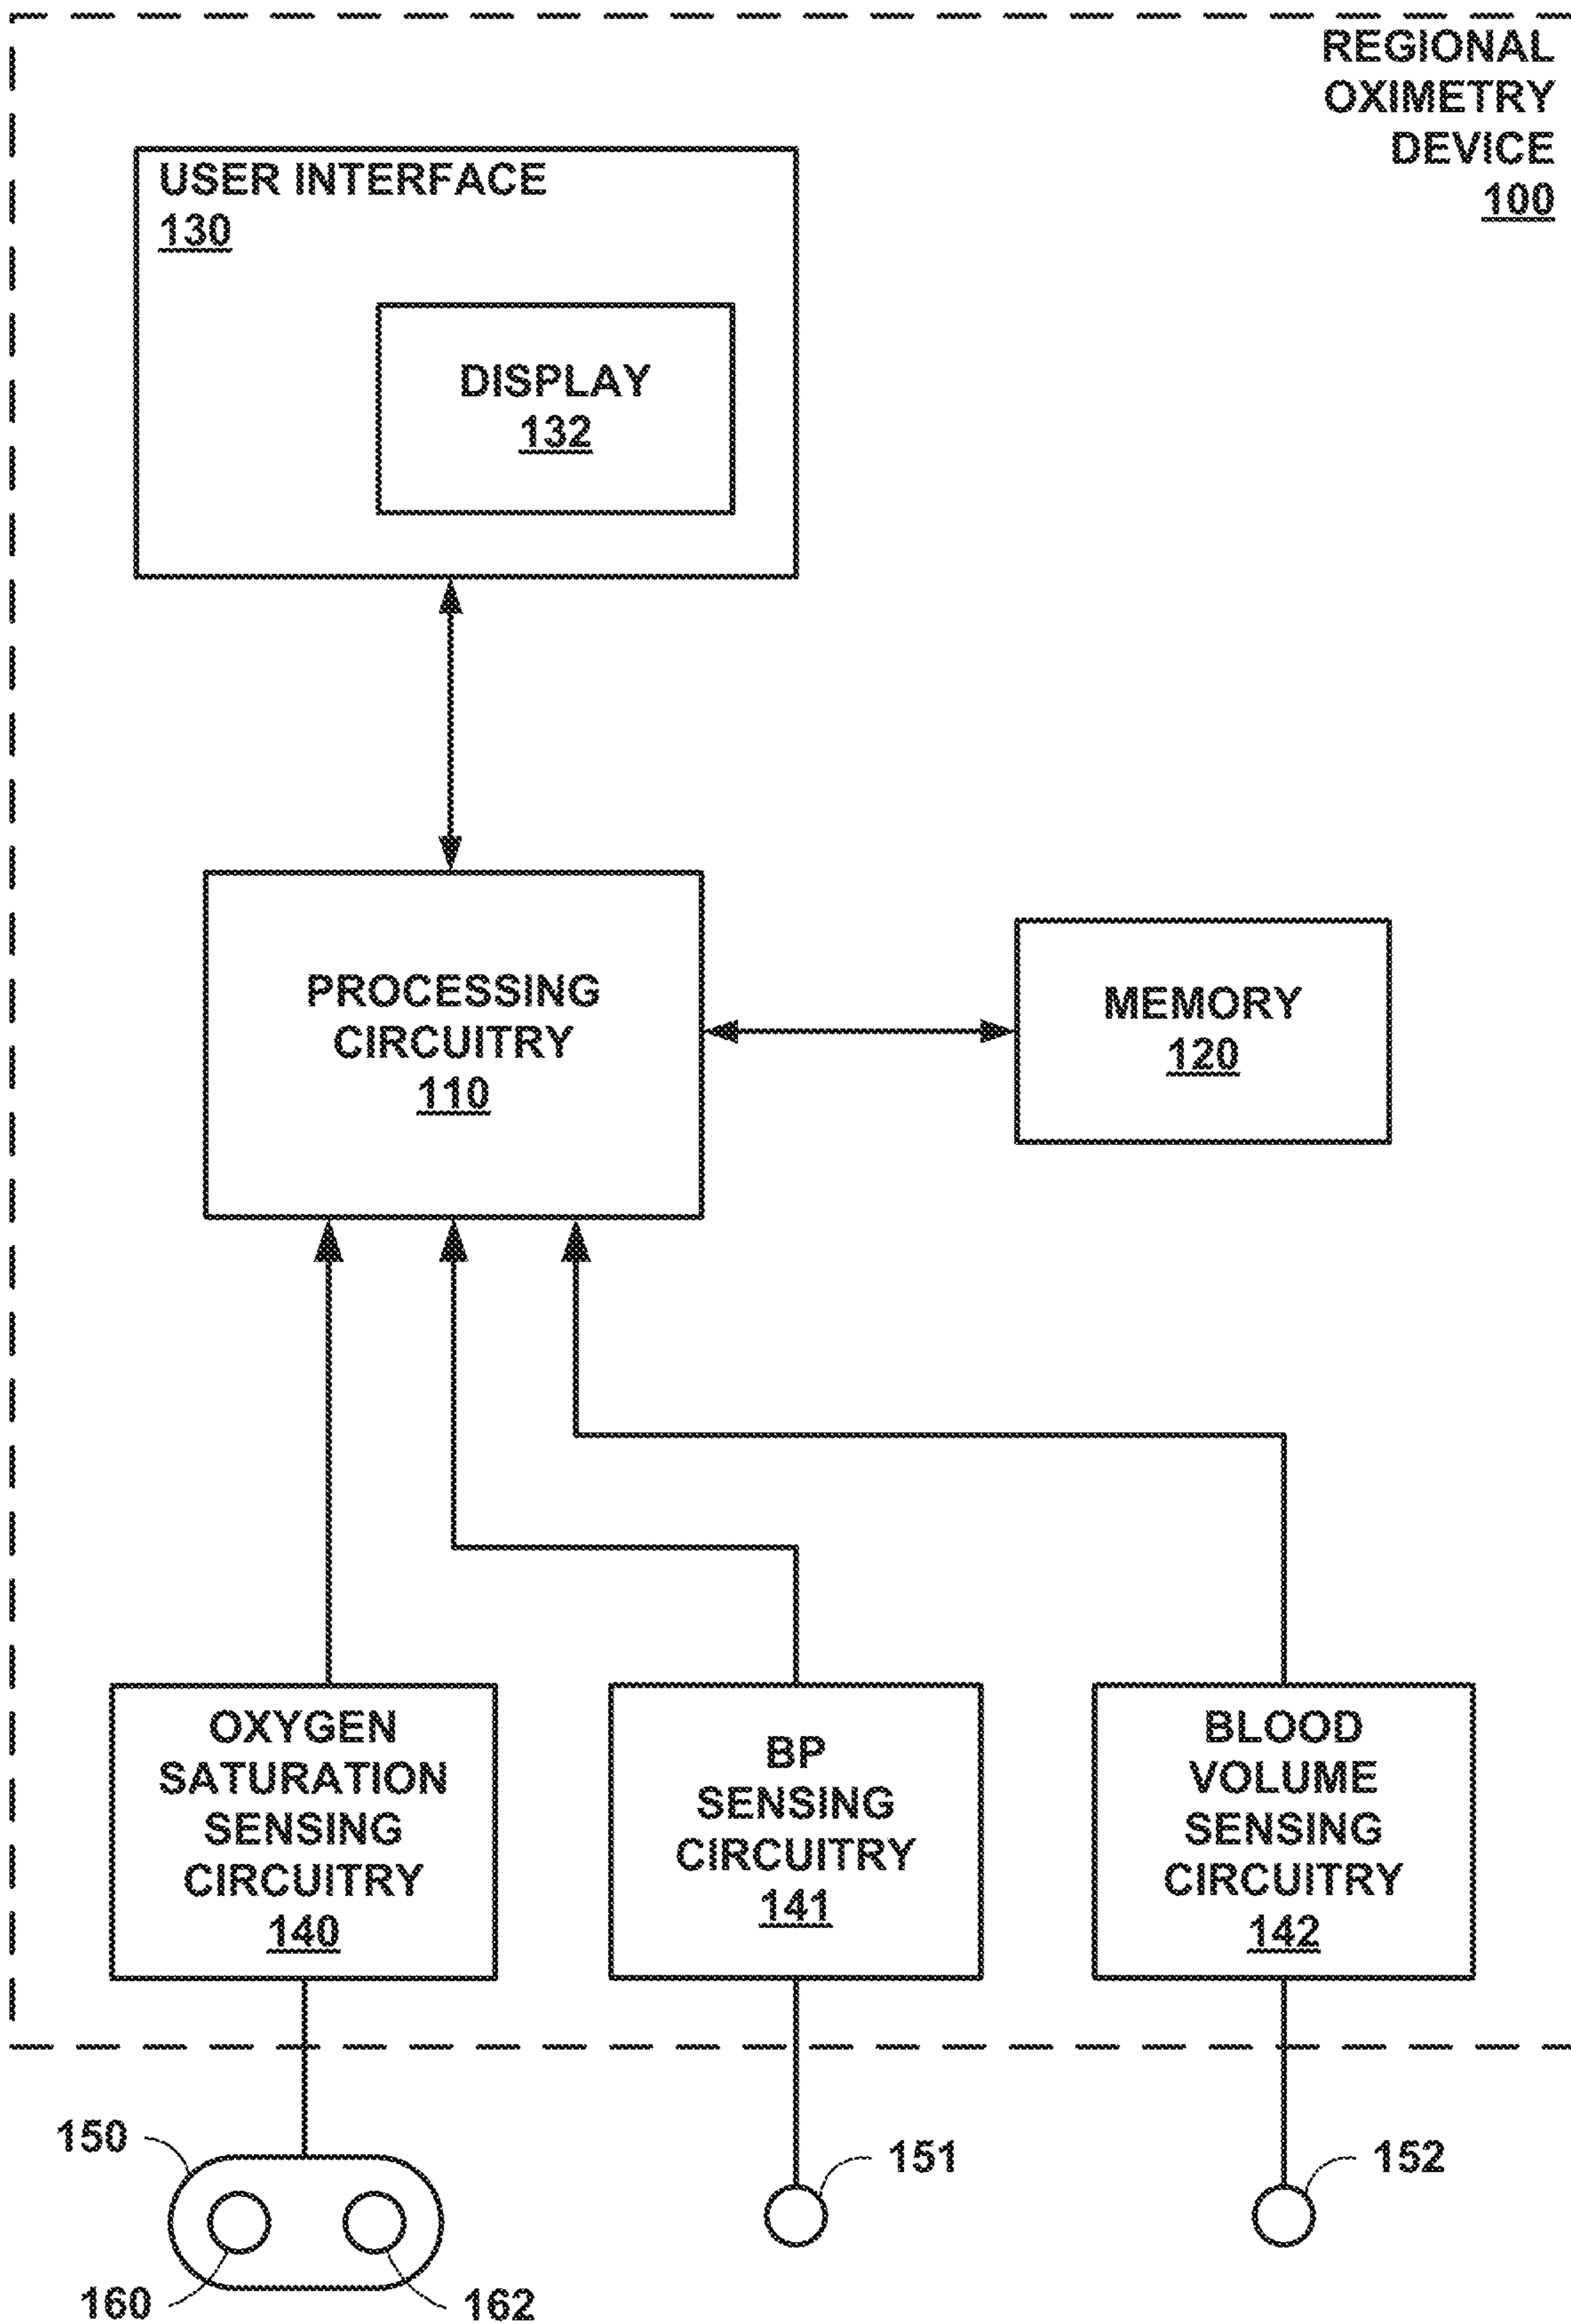 REGIONAL
OXIMETRY
DEVICE
100
USER INTERFACE
130
DISPLAY
132
PROCESSING
CIRCUITRY
110
MEMORY
120
OXYGEN
SATURATION
SENSING
CIRCUITRY
140
BP
SENSING
CIRCUITRY
141
BLOOD
VOLUME
SENSING
CIRCUITRY
142
150
151
152
160
162